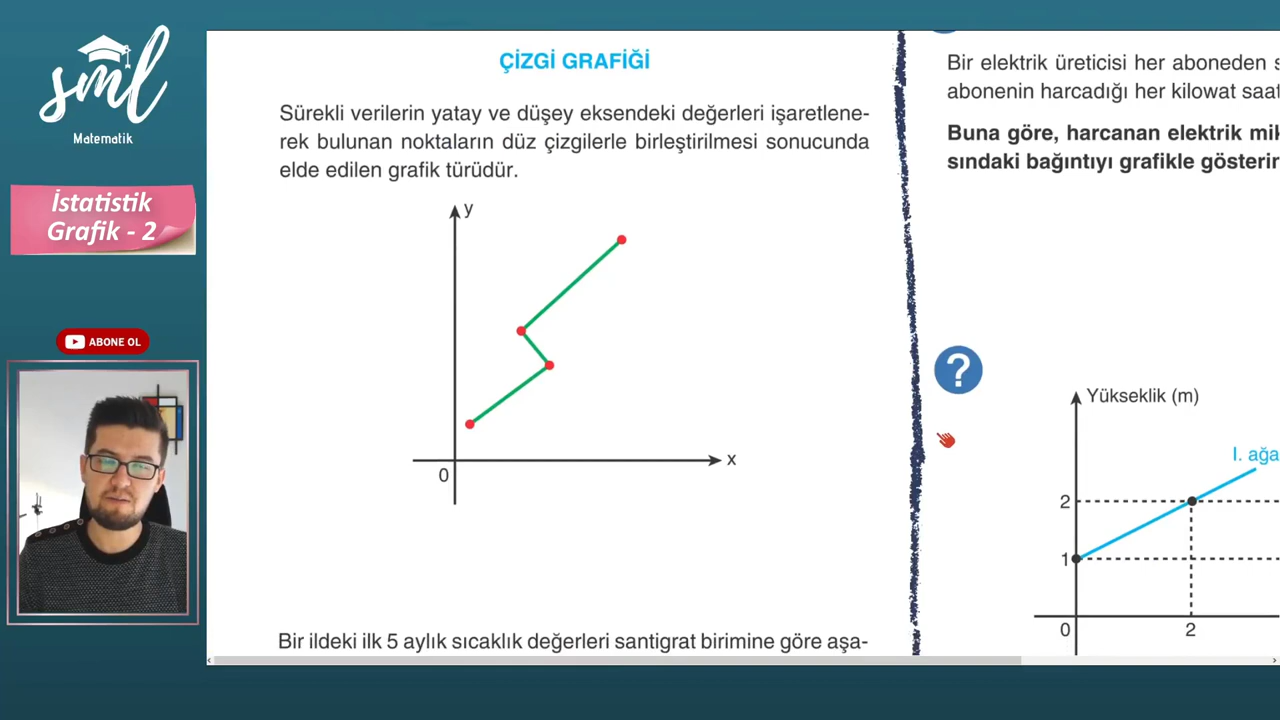 sml
Matematik
İstatistik
Grafik - 2
ABONE OL
ÇİZGİ GRAFİĞİ
Sürekli verilerin yatay ve düşey eksendeki değerleri işaretlene-
rek bulunan noktaların düz çizgilerle birleştirilmesi sonucunda
elde edilen grafik türüdür.
y
x
0
Bir ildeki ilk 5 aylık sıcaklık değerleri santigrat birimine göre aşa-
Bir elektrik üreticisi her aboneden s
abonenin harcadığı her kilowat saat
Buna göre, harcanan elektrik mik
sındaki bağıntıyı grafikle gösterir
?
Yükseklik (m)
I. ağa
2
1
0
2